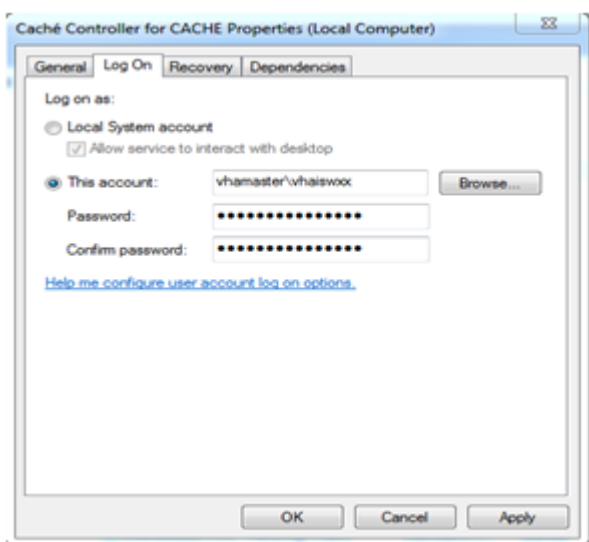 Caché Controller for CACHE Properties (Local Computer)
General Log On Recovery Dependencies
Log on as:
Local System account
Allow service to interact with desktop
This account: vhamaster\vhaiswxx Browse...
Password: •••••••••••••••
Confirm password: •••••••••••••••
Help me configure user account log on options.
OK Cancel Apply